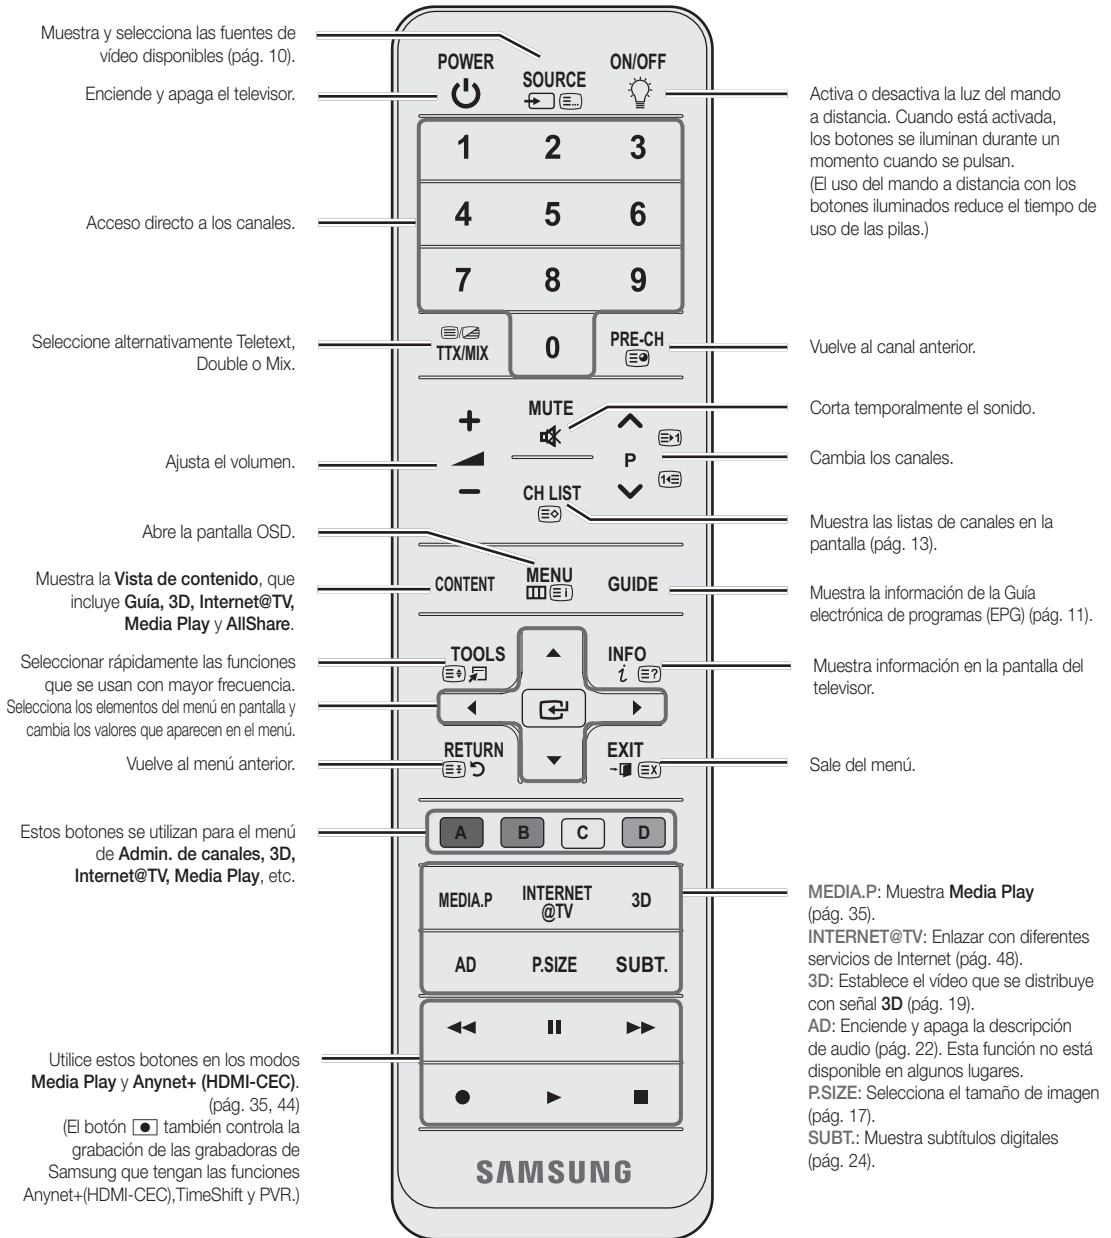 Muestra y selecciona las fuentes de
vídeo disponibles (pág. 10).
Enciende y apaga el televisor.
Acceso directo a los canales.
Seleccione alternativamente Teletext,
Double o Mix.
Ajusta el volumen.
Abre la pantalla OSD.
Muestra la Vista de contenido, que
incluye Guía, 3D, Internet@TV,
Media Play y AllShare.
Seleccionar rápidamente las funciones
que se usan con mayor frecuencia.
Selecciona los elementos del menú en pantalla y
cambia los valores que aparecen en el menú.
Vuelve al menú anterior.
Estos botones se utilizan para el menú
de Admin. de canales, 3D,
Internet@TV, Media Play, etc.
Utilice estos botones en los modos
Media Play y Anynet+ (HDMI-CEC).
(pág. 35, 44)
(El botón también controla la
grabación de las grabadoras de
Samsung que tengan las funciones
Anynet+(HDMI-CEC),TimeShift y PVR.)
POWER
SOURCE
ON/OFF
1 2 3
4 5 6
7 8 9
TTX/MIX
0
PRE-CH
MUTE
P
CH LIST
CONTENT
MENU
GUIDE
TOOLS
INFO
RETURN
EXIT
A B C D
MEDIA.P
INTERNET
@TV
3D
AD
P.SIZE
SUBT.
SAMSUNG
Activa o desactiva la luz del mando
a distancia. Cuando está activada,
los botones se iluminan durante un
momento cuando se pulsan.
(El uso del mando a distancia con los
botones iluminados reduce el tiempo de
uso de las pilas.)
Vuelve al canal anterior.
Corta temporalmente el sonido.
Cambia los canales.
Muestra las listas de canales en la
pantalla (pág. 13).
Muestra la información de la Guía
electrónica de programas (EPG) (pág. 11).
Muestra información en la pantalla del
televisor.
Sale del menú.
MEDIA.P: Muestra Media Play
(pág. 35).
INTERNET@TV: Enlazar con diferentes
servicios de Internet (pág. 48).
3D: Establece el vídeo que se distribuye
con señal 3D (pág. 19).
AD: Enciende y apaga la descripción
de audio (pág. 22). Esta función no está
disponible en algunos lugares.
P.SIZE: Selecciona el tamaño de imagen
(pág. 17).
SUBT.: Muestra subtítulos digitales
(pág. 24).